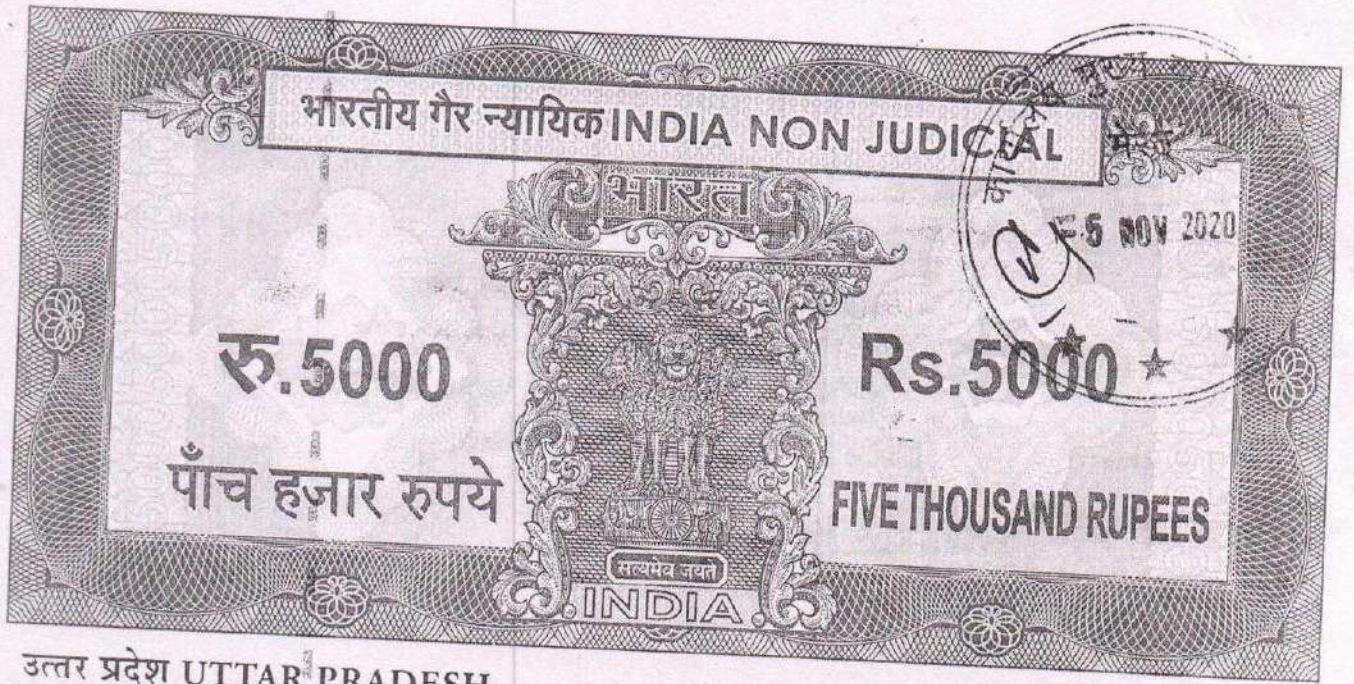 भारतीय गैर न्यायिक INDIA NON JUDICIAL
भारत
5 NOV 2020
रु.5000
Rs.5000
पाँच हज़ार रुपये
FIVE THOUSAND RUPEES
सत्यमेव जयते
INDIA
उत्तर प्रदेश UTTAR PRADESH